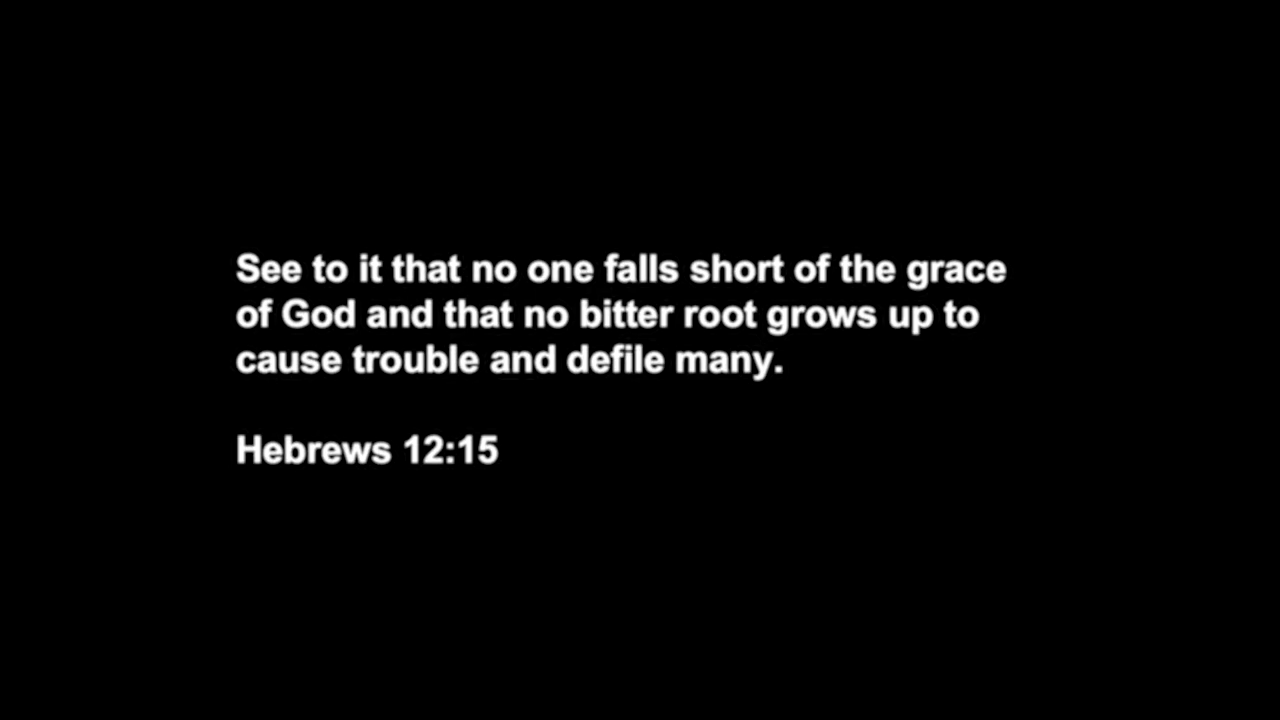 See to it that no one falls short of the grace
of God and that no bitter root grows up to
cause trouble and defile many.
Hebrews 12:15